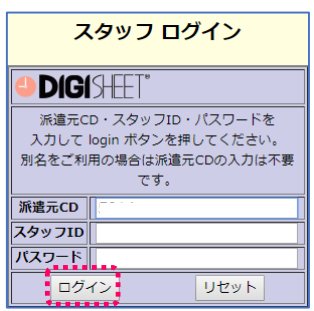 スタッフ ログイン
DIGISHEET®
派遣元CD・スタッフID・パスワードを
入力して login ボタンを押してください。
別名をご利用の場合は派遣元CDの入力は不要
です。
派遣元CD
スタッフID
パスワード
ログイン リセット